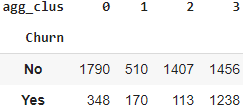 agg_clus 0 1 2 3
Churn
No 1790 510 1407 1456
Yes 348 170 113 1238